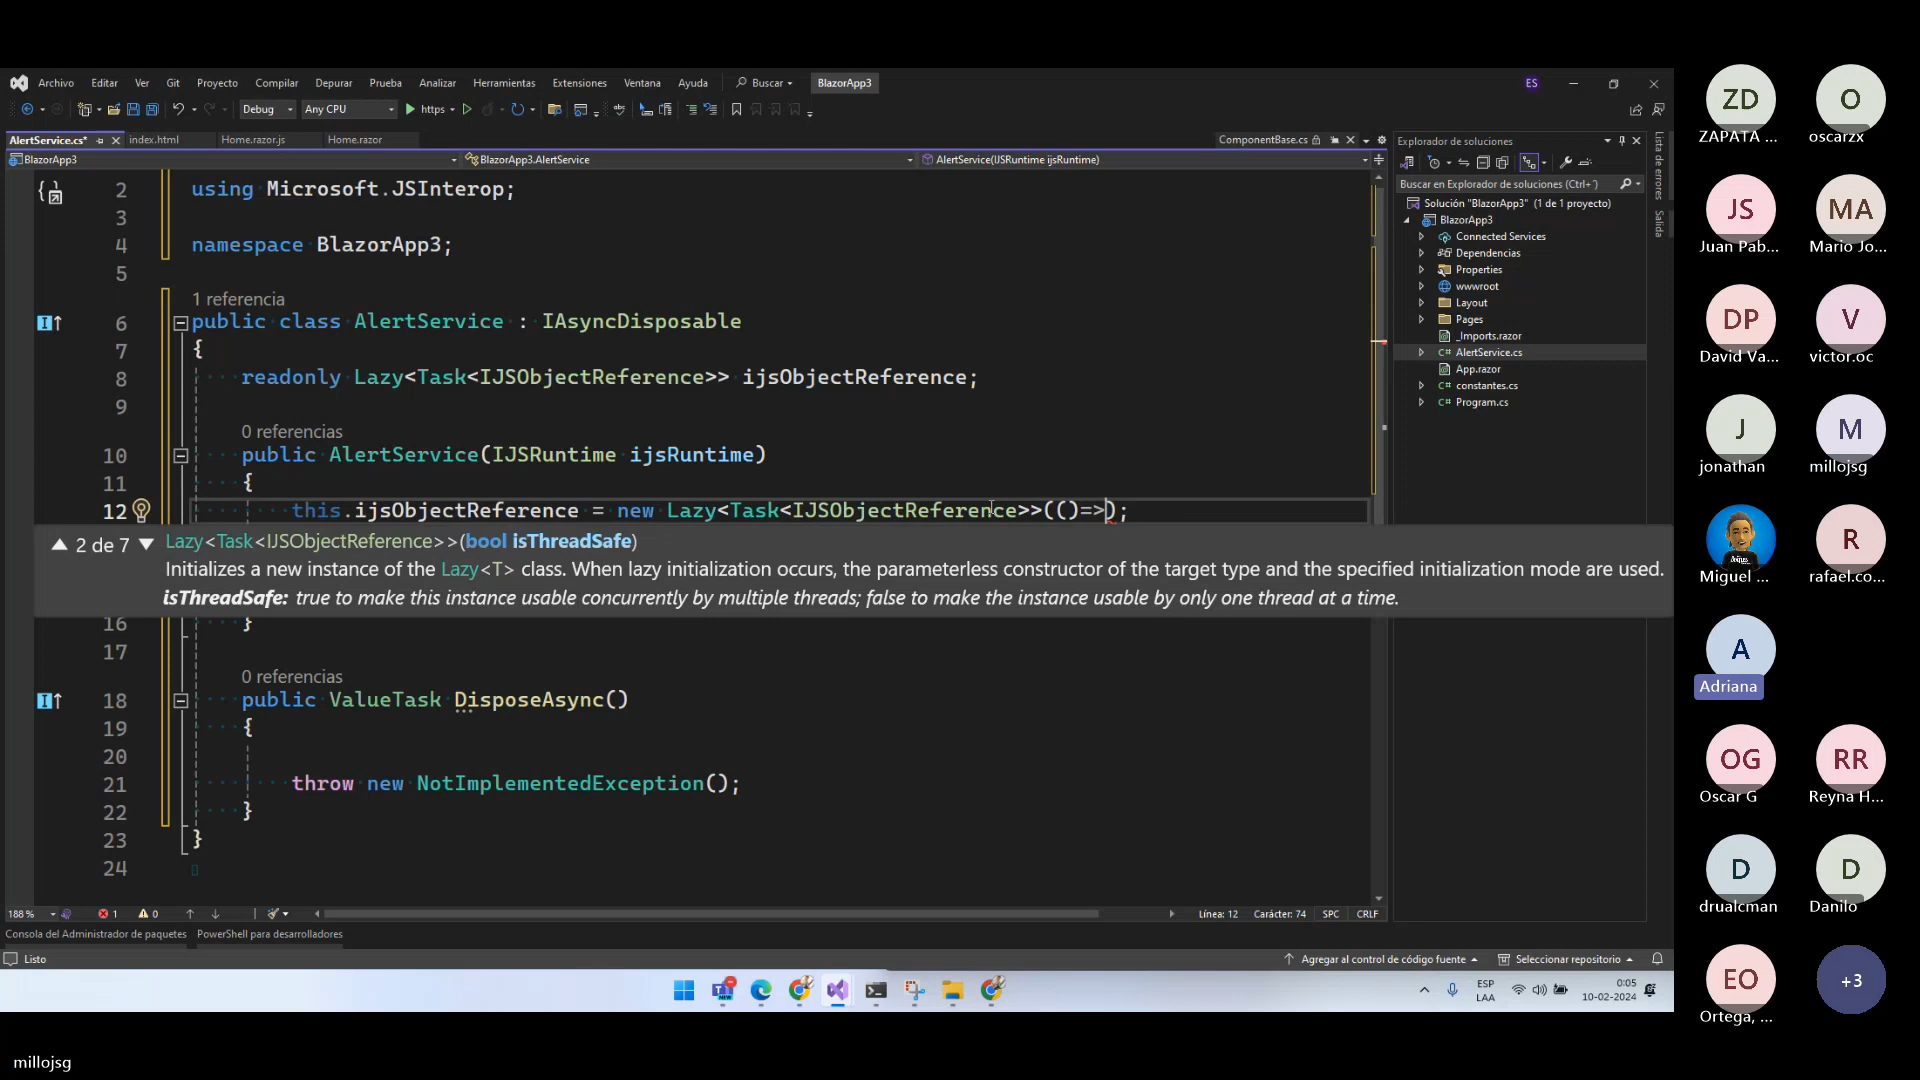 Archivo Editar Ver Git Proyecto Compilar Depurar Prueba Analizar Herramientas Extensiones Ventana Ayuda Buscar BlazorApp3 ES
Debug Any CPU https
AlertService.cs* index.html Home.razor.js Home.razor ComponentBase.cs
BlazorApp3 BlazorApp3.AlertService AlertService(IJSRuntime ijsRuntime)
2 using Microsoft.JSInterop;
3
4 namespace BlazorApp3;
5
1 referencia
6 public class AlertService : IAsyncDisposable
7 {
8 readonly Lazy<Task<IJSObjectReference>> ijsObjectReference;
9
0 referencias
10 public AlertService(IJSRuntime ijsRuntime)
11 {
12 this.ijsObjectReference = new Lazy<Task<IJSObjectReference>>(()=>);
2 de 7 Lazy<Task<IJSObjectReference>>(bool isThreadSafe)
Initializes a new instance of the Lazy<T> class. When lazy initialization occurs, the parameterless constructor of the target type and the specified initialization mode are used.
isThreadSafe: true to make this instance usable concurrently by multiple threads; false to make the instance usable by only one thread at a time.
16 }
17
0 referencias
18 public ValueTask DisposeAsync()
19 {
20
21 throw new NotImplementedException();
22 }
23 }
24
188 % 1 0 Línea: 12 Carácter: 74 SPC CRLF
Consola del Administrador de paquetes PowerShell para desarrolladores
Listo Agregar al control de código fuente Seleccionar repositorio
Explorador de soluciones
Buscar en Explorador de soluciones (Ctrl+´)
Solución "BlazorApp3" (1 de 1 proyecto)
BlazorApp3
Connected Services
Dependencias
Properties
wwwroot
Layout
Pages
_Imports.razor
C# AlertService.cs
App.razor
C# constantes.cs
C# Program.cs
Lista de errores
Salida
NEW
ESP
LAA
0:05
10-02-2024
ZD O
ZAPATA ... oscarzx
JS MA
Juan Pab... Mario Jo...
DP V
David Va... victor.oc
J M
jonathan millojsg
R
Miguel ... rafael.co...
A
Adriana
OG RR
Oscar G Reyna H...
D D
drualcman Danilo
EO +3
Ortega, ...
millojsg